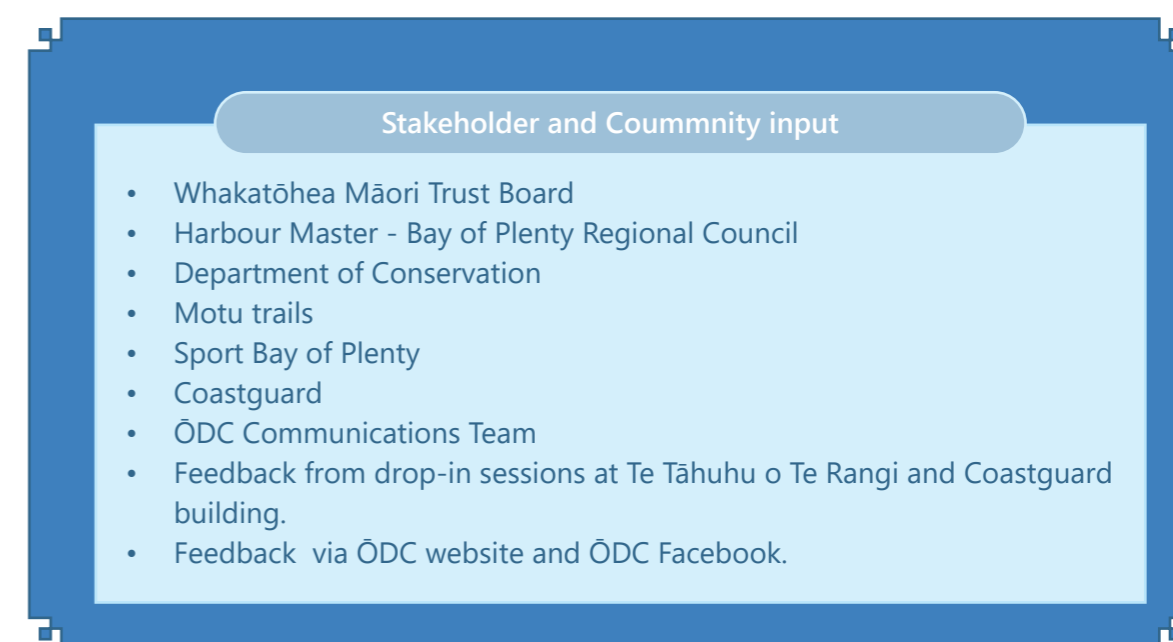 Stakeholder and Coummnity input
• Whakatōhea Māori Trust Board
• Harbour Master - Bay of Plenty Regional Council
• Department of Conservation
• Motu trails
• Sport Bay of Plenty
• Coastguard
• ŌDC Communications Team
• Feedback from drop-in sessions at Te Tāhuhu o Te Rangi and Coastguard
building.
• Feedback  via ŌDC website and ŌDC Facebook.